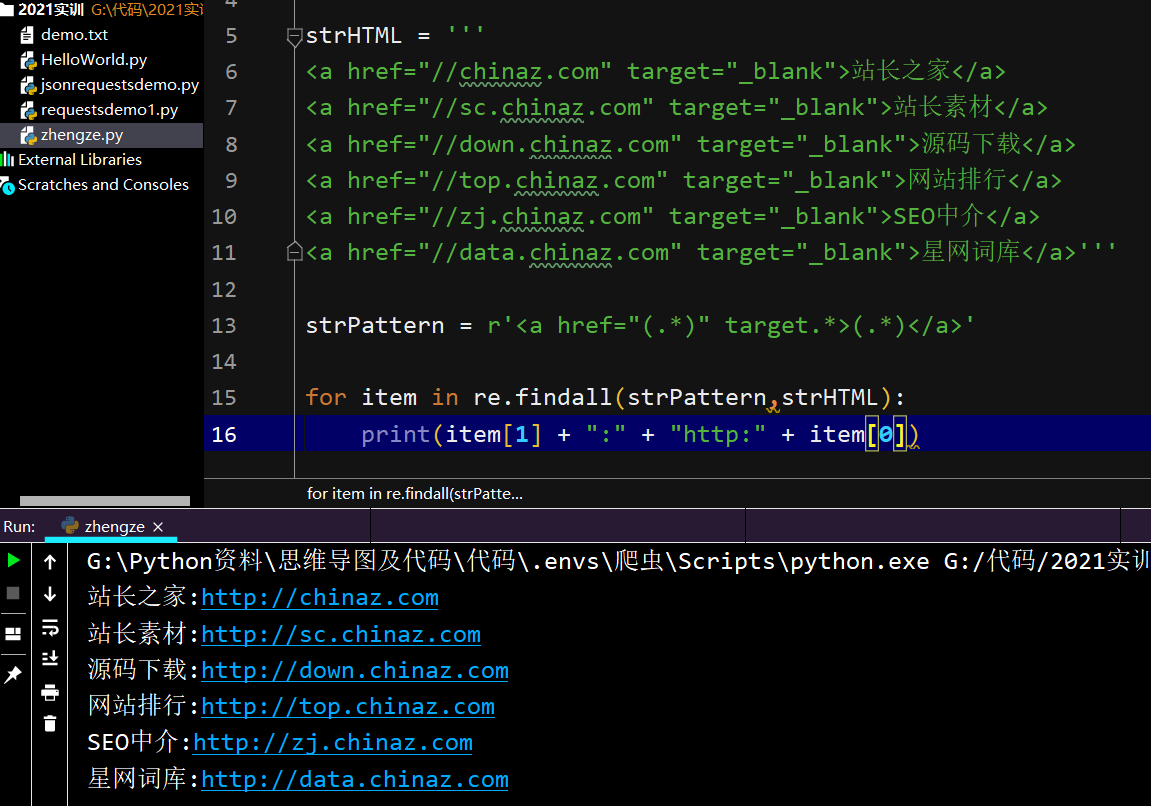 2021实训 G:\代码\2021实训
demo.txt
HelloWorld.py
jsonrequestsdemo.py
requestsdemo1.py
zhengze.py
External Libraries
Scratches and Consoles
4
5 strHTML = '''
6 <a href="//chinaz.com" target="_blank">站长之家</a>
7 <a href="//sc.chinaz.com" target="_blank">站长素材</a>
8 <a href="//down.chinaz.com" target="_blank">源码下载</a>
9 <a href="//top.chinaz.com" target="_blank">网站排行</a>
10 <a href="//zj.chinaz.com" target="_blank">SEO中介</a>
11 <a href="//data.chinaz.com" target="_blank">星网词库</a>'''
12
13 strPattern = r'<a href="(.*)" target.*>(.*)</a>'
14
15 for item in re.findall(strPattern,strHTML):
16 print(item[1] + ":" + "http:" + item[0])
for item in re.findall(strPatte...
Run: zhengze ×
G:\Python资料\思维导图及代码\代码\.envs\爬虫\Scripts\python.exe G:/代码/2021实训
站长之家:http://chinaz.com
站长素材:http://sc.chinaz.com
源码下载:http://down.chinaz.com
网站排行:http://top.chinaz.com
SEO中介:http://zj.chinaz.com
星网词库:http://data.chinaz.com